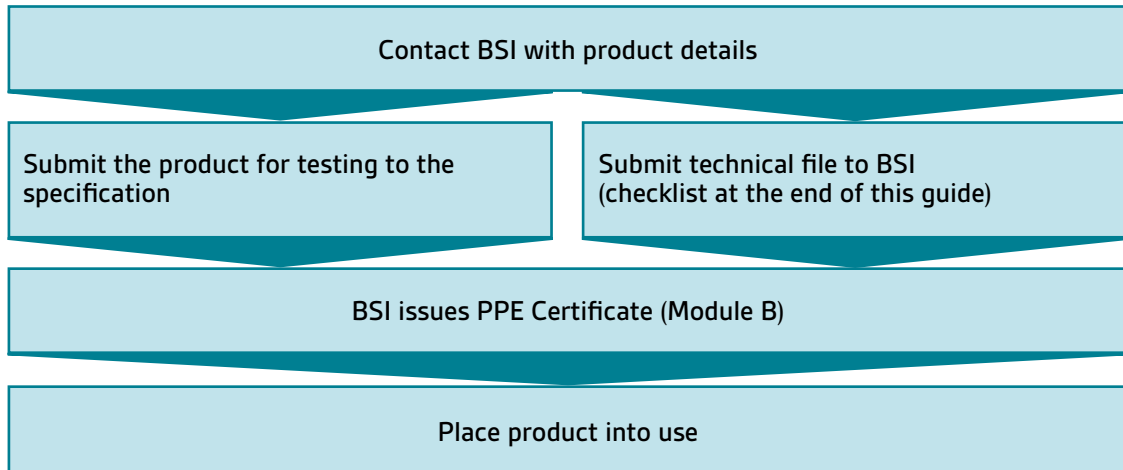 Contact BSI with product details
Submit the product for testing to the
specification
Submit technical file to BSI
(checklist at the end of this guide)
BSI issues PPE Certificate (Module B)
Place product into use